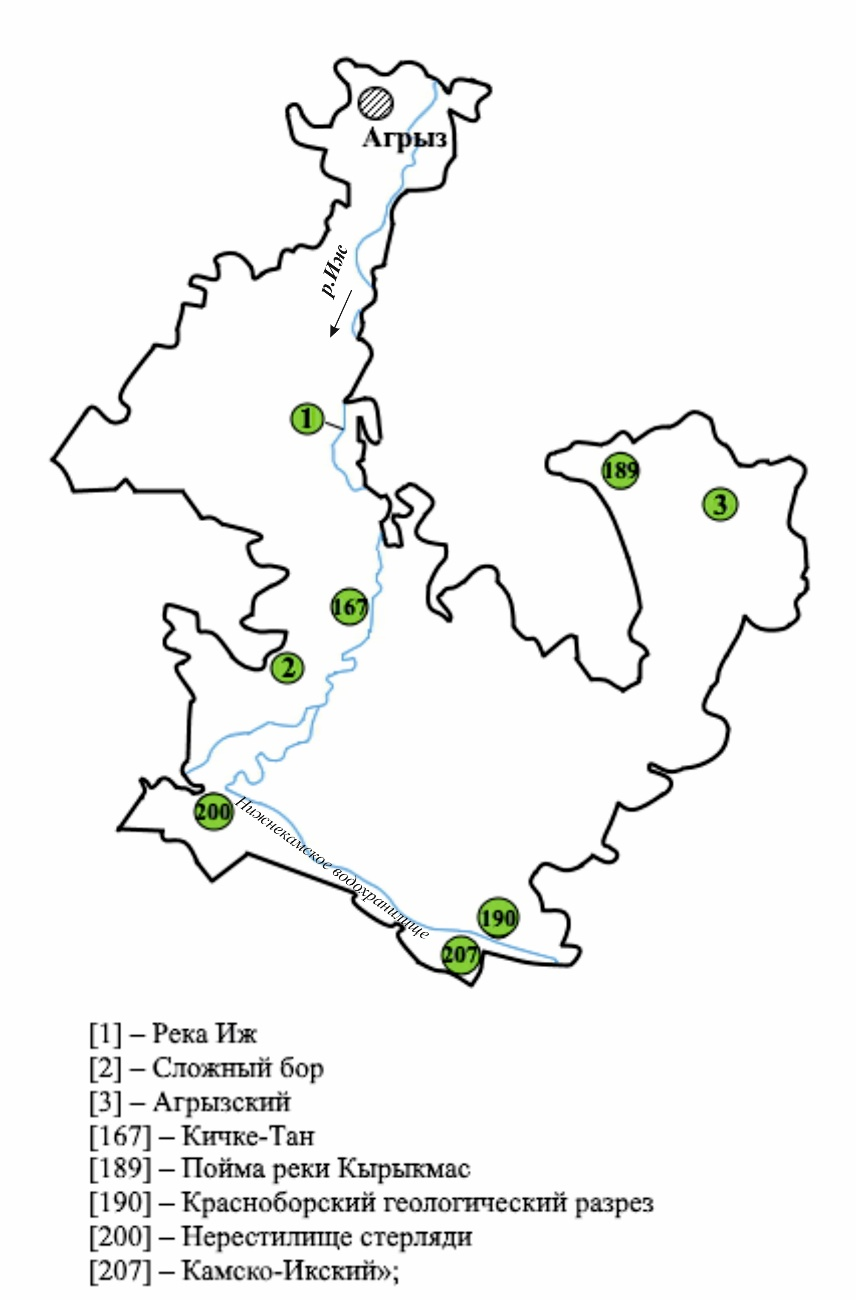 Агрыз
р.Иж
1
189
3
167
2
200
Нижнекамское водохранилище
190
207
[1] – Река Иж
[2] – Сложный бор
[3] – Агрызский
[167] – Кичке-Тан
[189] – Пойма реки Кырыкмас
[190] – Красноборский геологический разрез
[200] – Нерестилище стерляди
[207] – Камско-Икский»;